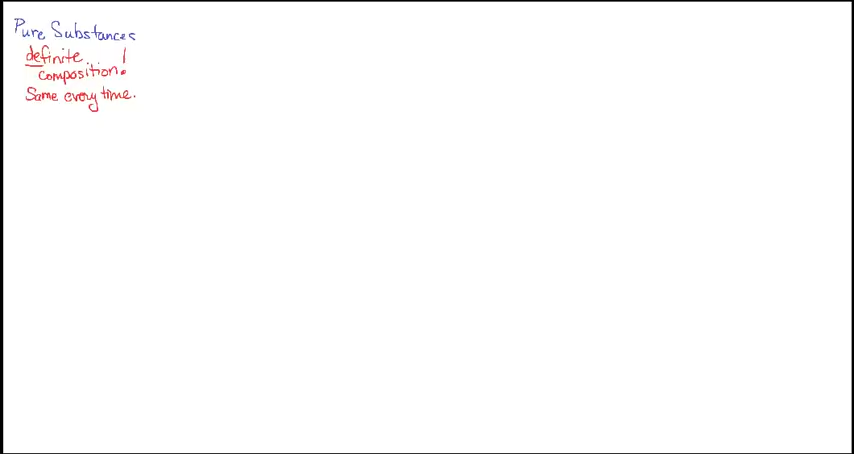 Pure Substances
definite
composition!
Same every time.